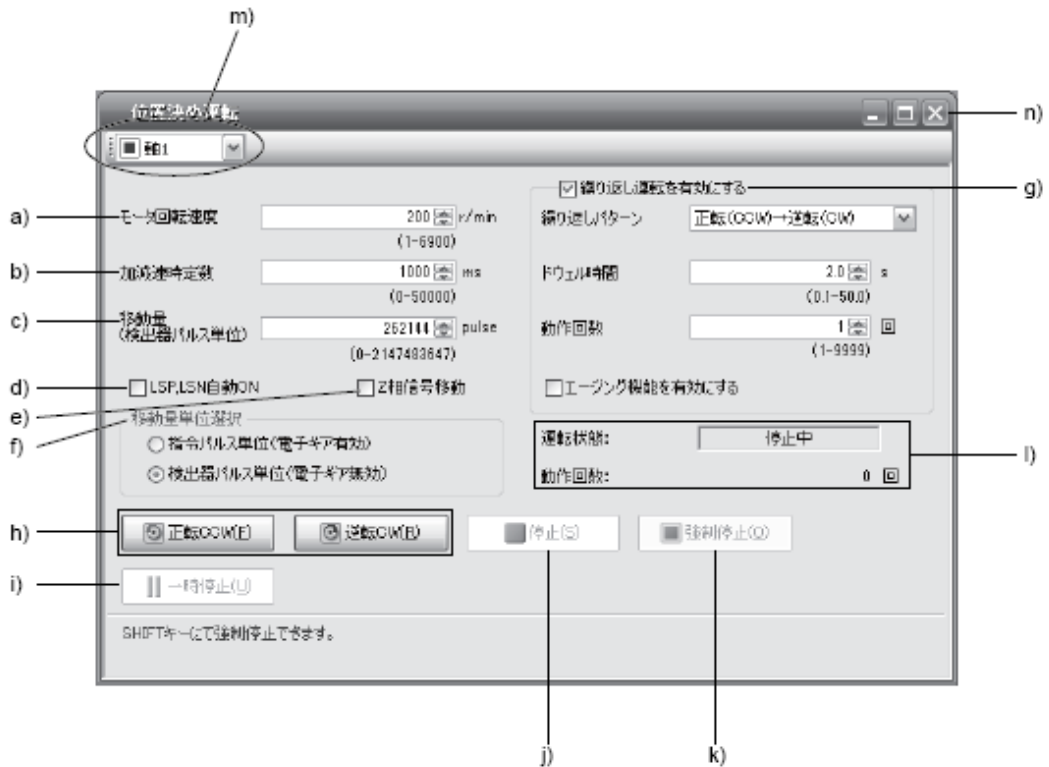 m)
位置決め運転
n)
軸1
g)
繰り返し運転を有効にする
a)
モータ回転速度
200 r/min
(1-6900)
繰り返しパターン
正転(CCW)→逆転(CW)
b)
加減速時定数
1000 ms
(0-50000)
ドウェル時間
2.0 s
(0.1-50.0)
c)
移動量
(検出器パルス単位)
262144 pulse
(0-2147483647)
動作回数
1 回
(1-9999)
d)
LSP,LSN自動ON
e)
Z相信号移動
エージング機能を有効にする
f)
移動量単位選択
指令パルス単位(電子ギア有効)
検出器パルス単位(電子ギア無効)
運転状態:
停止中
動作回数:
0 回
l)
h)
正転CCW(F)
逆転CW(R)
停止(S)
強制停止(O)
i)
一時停止(U)
SHIFTキーにて強制停止できます。
j)
k)